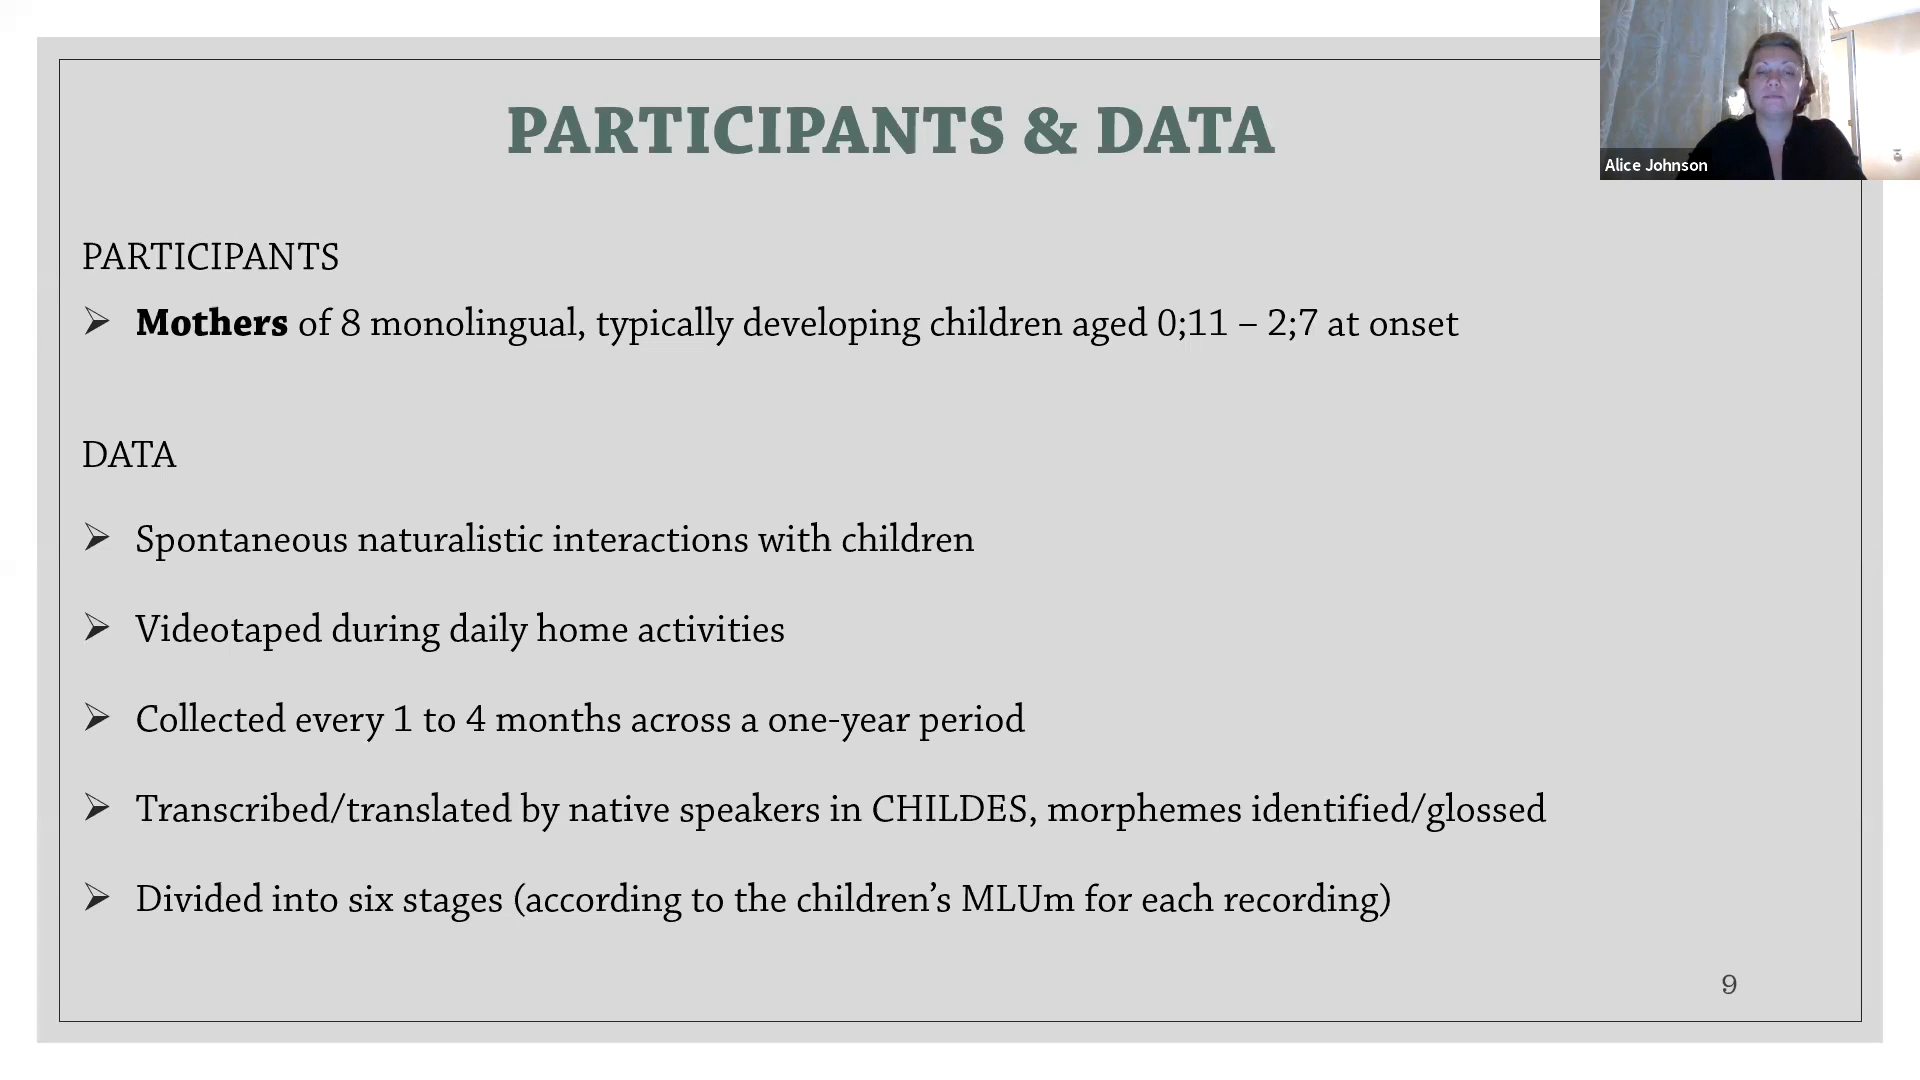 PARTICIPANTS & DATA
Alice Johnson
PARTICIPANTS
➢ Mothers of 8 monolingual, typically developing children aged 0;11 – 2;7 at onset
DATA
➢ Spontaneous naturalistic interactions with children
➢ Videotaped during daily home activities
➢ Collected every 1 to 4 months across a one-year period
➢ Transcribed/translated by native speakers in CHILDES, morphemes identified/glossed
➢ Divided into six stages (according to the children’s MLUm for each recording)
9